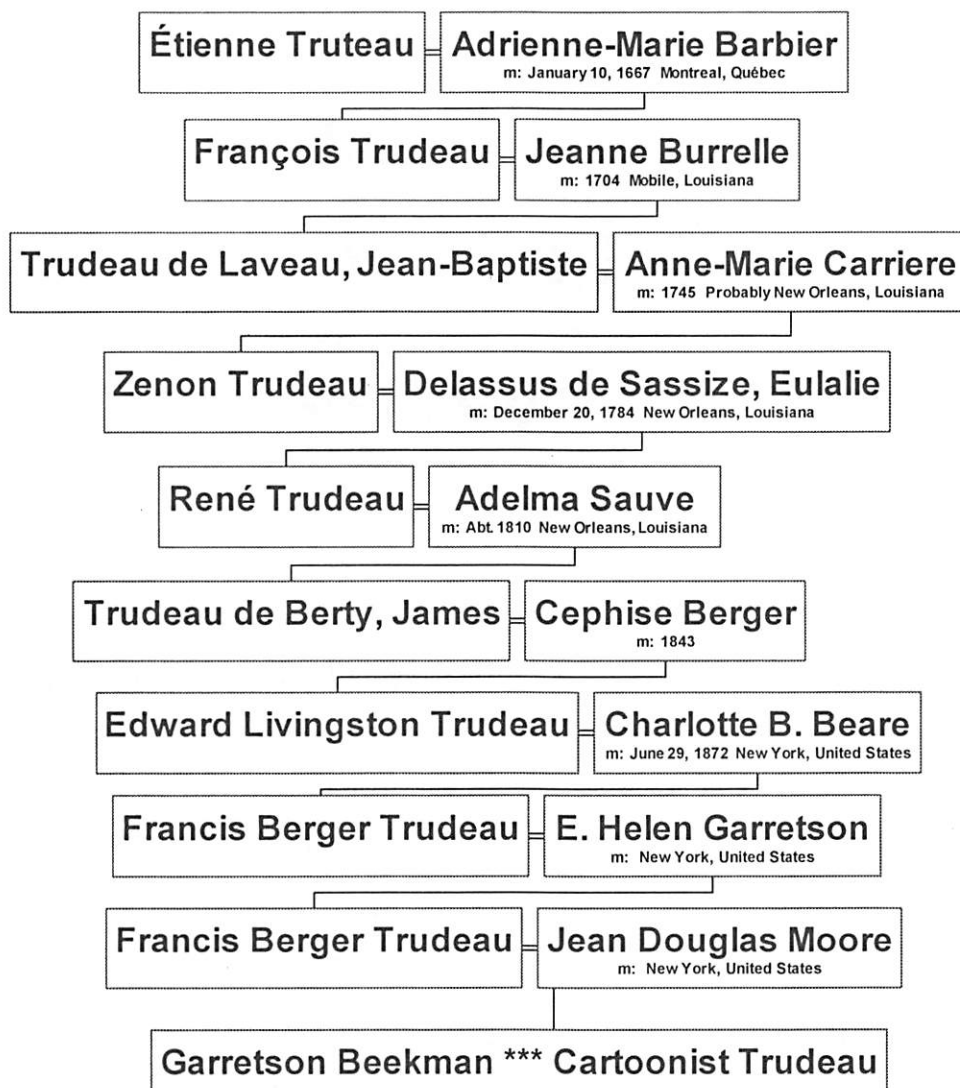 Étienne Truteau
Adrienne-Marie Barbier
m: January 10, 1667 Montreal, Québec
François Trudeau
Jeanne Burrelle
m: 1704 Mobile, Louisiana
Trudeau de Laveau, Jean-Baptiste
Anne-Marie Carriere
m: 1745 Probably New Orleans, Louisiana
Zenon Trudeau
Delassus de Sassize, Eulalie
m: December 20, 1784 New Orleans, Louisiana
René Trudeau
Adelma Sauve
m: Abt. 1810 New Orleans, Louisiana
Trudeau de Berty, James
Cephise Berger
m: 1843
Edward Livingston Trudeau
Charlotte B. Beare
m: June 29, 1872 New York, United States
Francis Berger Trudeau
E. Helen Garretson
m: New York, United States
Francis Berger Trudeau
Jean Douglas Moore
m: New York, United States
Garretson Beekman *** Cartoonist Trudeau